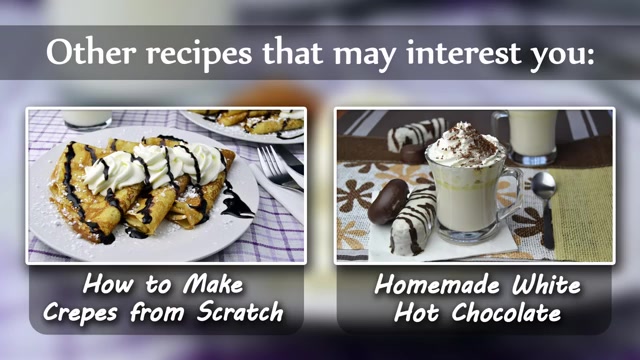 Other recipes that may interest you:
How to Make
Crepes from Scratch
Homemade White
Hot Chocolate